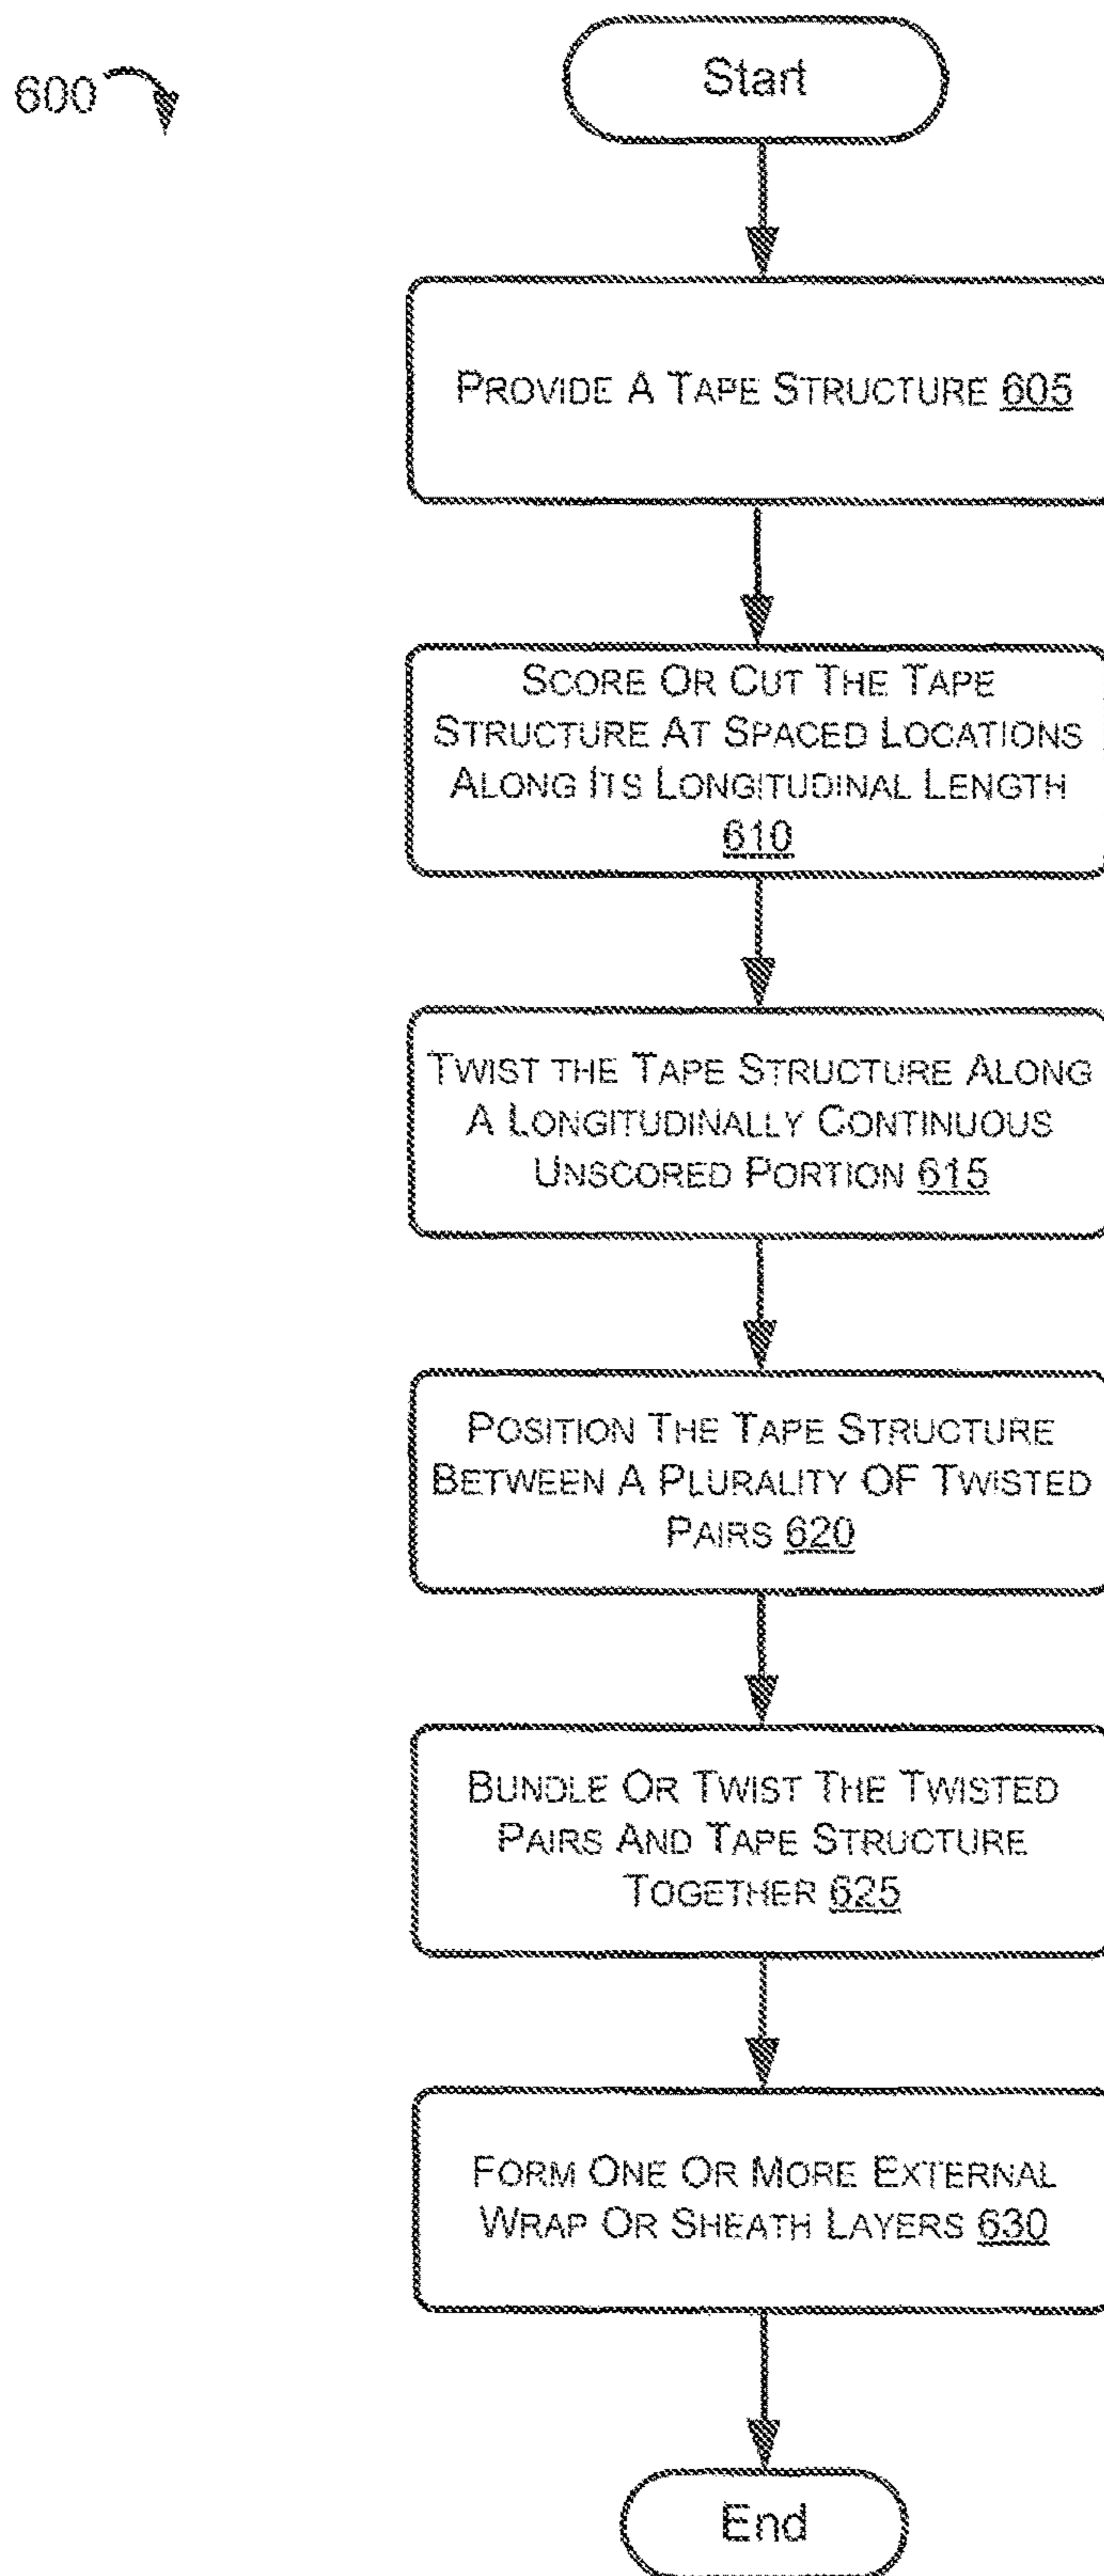 600
Start
PROVIDE A TAPE STRUCTURE 605
SCORE OR CUT THE TAPE
STRUCTURE AT SPACED LOCATIONS
ALONG ITS LONGITUDINAL LENGTH
610
TWIST THE TAPE STRUCTURE ALONG
A LONGITUDINALLY CONTINUOUS
UNSCORED PORTION 615
POSITION THE TAPE STRUCTURE
BETWEEN A PLURALITY OF TWISTED
PAIRS 620
BUNDLE OR TWIST THE TWISTED
PAIRS AND TAPE STRUCTURE
TOGETHER 625
FORM ONE OR MORE EXTERNAL
WRAP OR SHEATH LAYERS 630
End